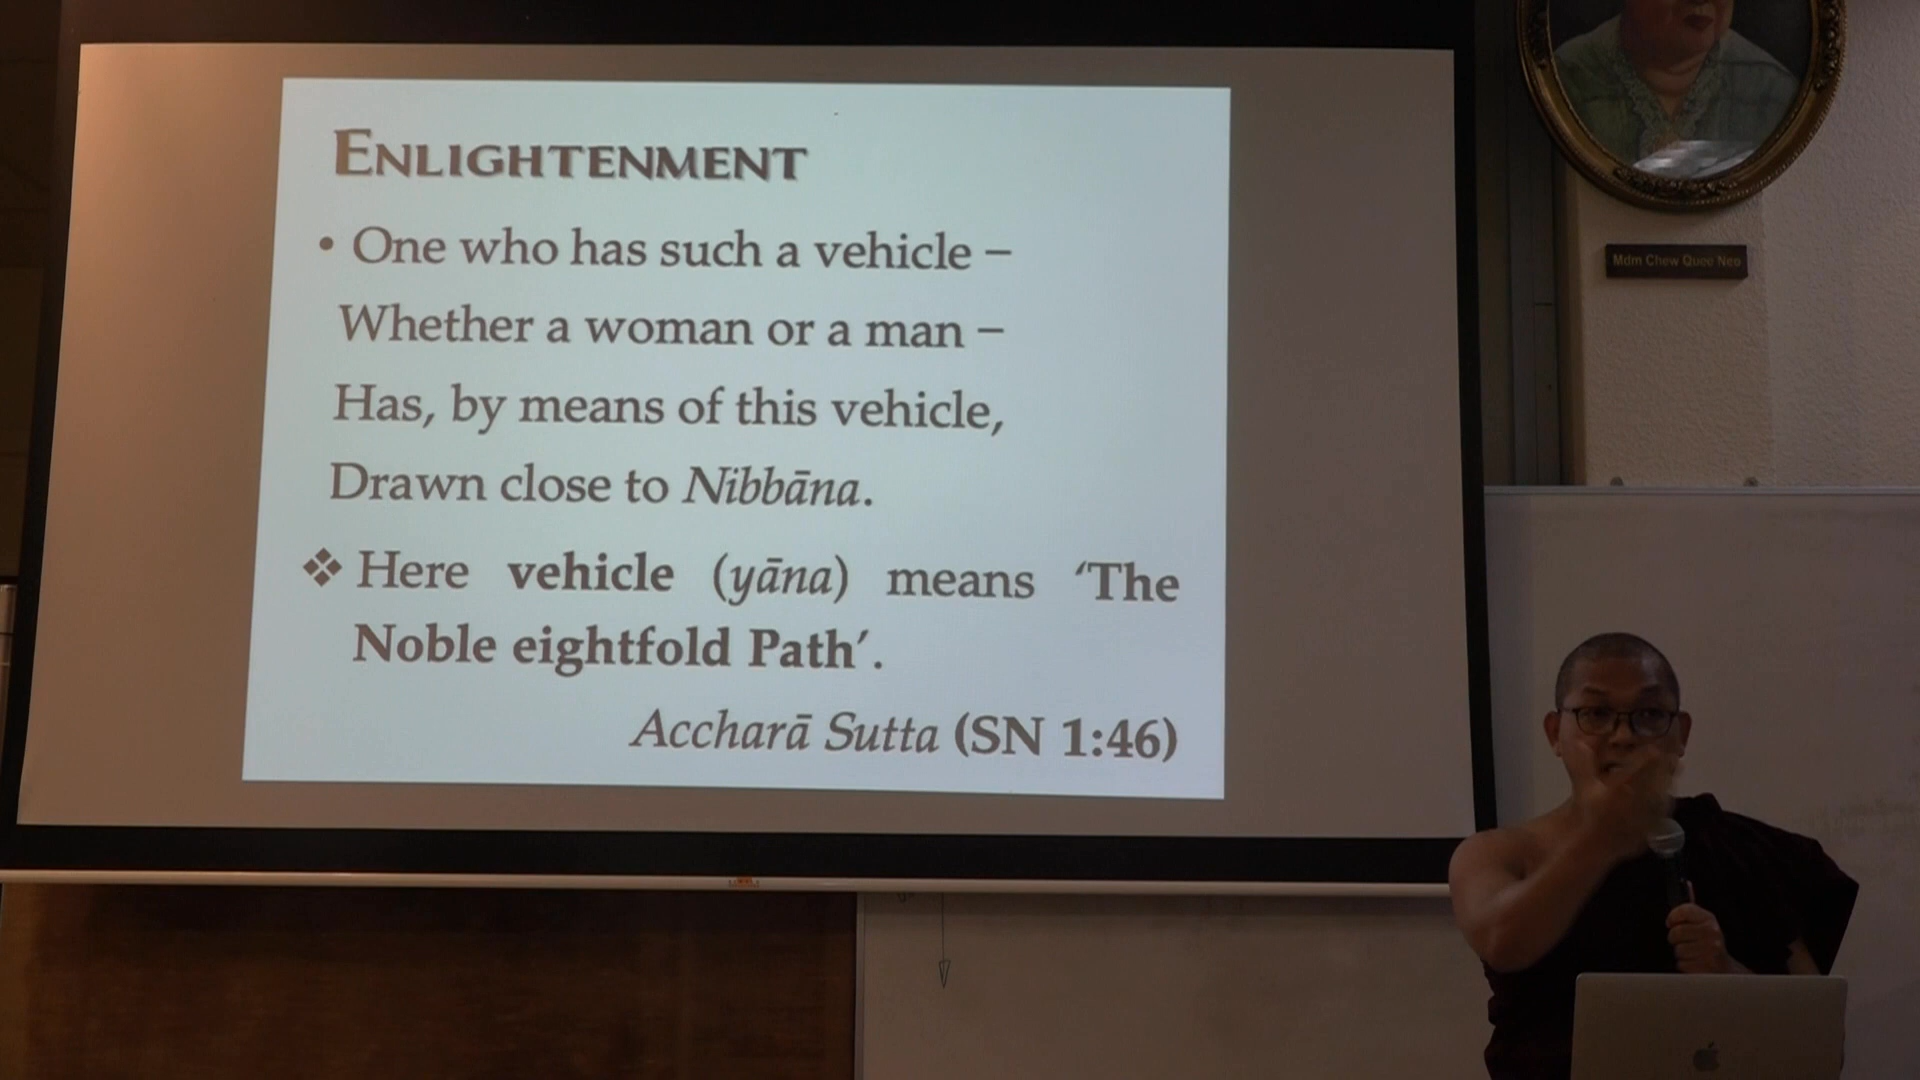 ENLIGHTENMENT
• One who has such a vehicle –
Whether a woman or a man –
Has, by means of this vehicle,
Drawn close to Nibbāna.
❖ Here vehicle (yāna) means ‘The
Noble eightfold Path’.
Accharā Sutta (SN 1:46)
Mdm Chew Quee Neo